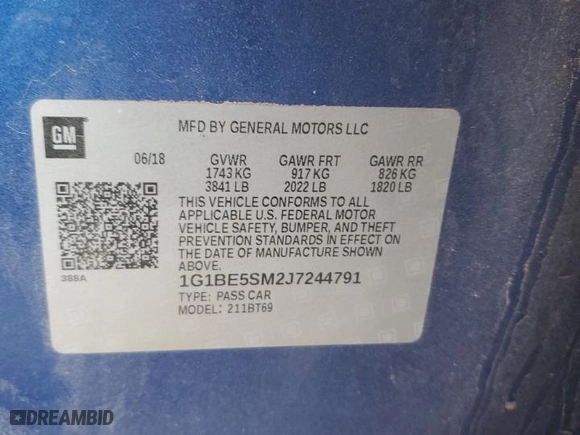 GM
MFD BY GENERAL MOTORS LLC
06/18 GVWR GAWR FRT GAWR RR
1743 KG 917 KG 826 KG
3841 LB 2022 LB 1820 LB
THIS VEHICLE CONFORMS TO ALL
APPLICABLE U.S. FEDERAL MOTOR
VEHICLE SAFETY, BUMPER, AND THEFT
PREVENTION STANDARDS IN EFFECT ON
THE DATE OF MANUFACTURE SHOWN
ABOVE.
388A
1G1BE5SM2J7244791
TYPE: PASS CAR
MODEL: 211BT69
DREAMBID